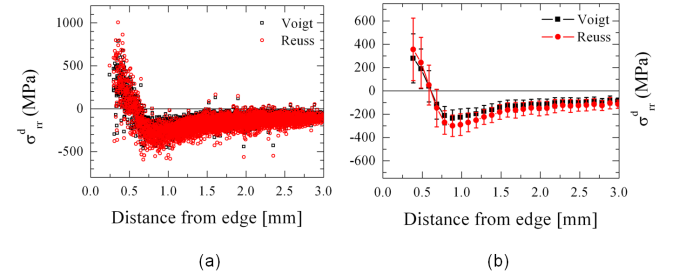 1000
500
0
-500
0.0 0.5 1.0 1.5 2.0 2.5 3.0
σ^d_rr (MPa)
Distance from edge [mm]
Voigt
Reuss
(a)
600
400
200
0
-200
-400
-600
0.0 0.5 1.0 1.5 2.0 2.5 3.0
σ^d_rr (MPa)
Distance from edge [mm]
Voigt
Reuss
(b)